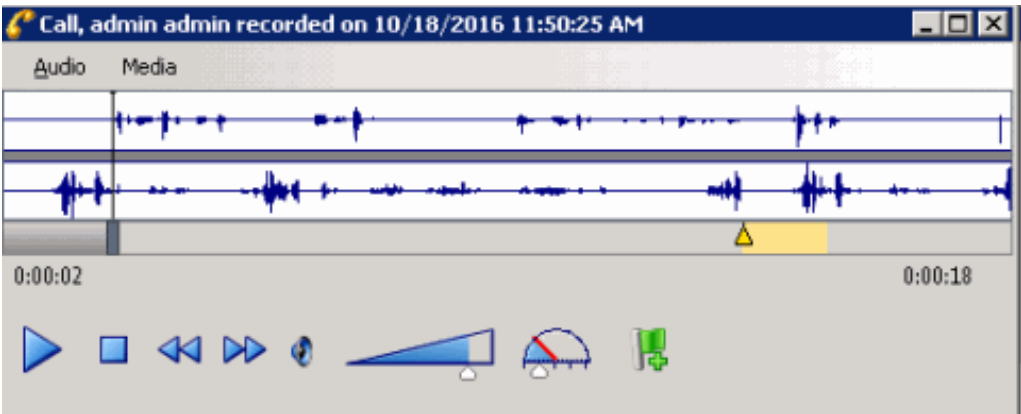 Call, admin admin recorded on 10/18/2016 11:50:25 AM
Audio Media
0:00:02 0:00:18